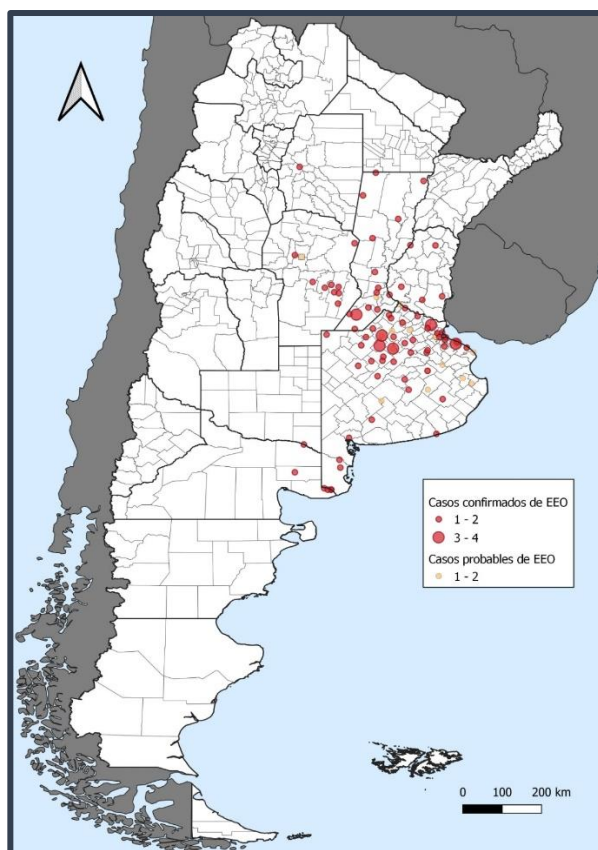 Casos confirmados de EEO
1 - 2
3 - 4
Casos probables de EEO
1 - 2
0 100 200 km